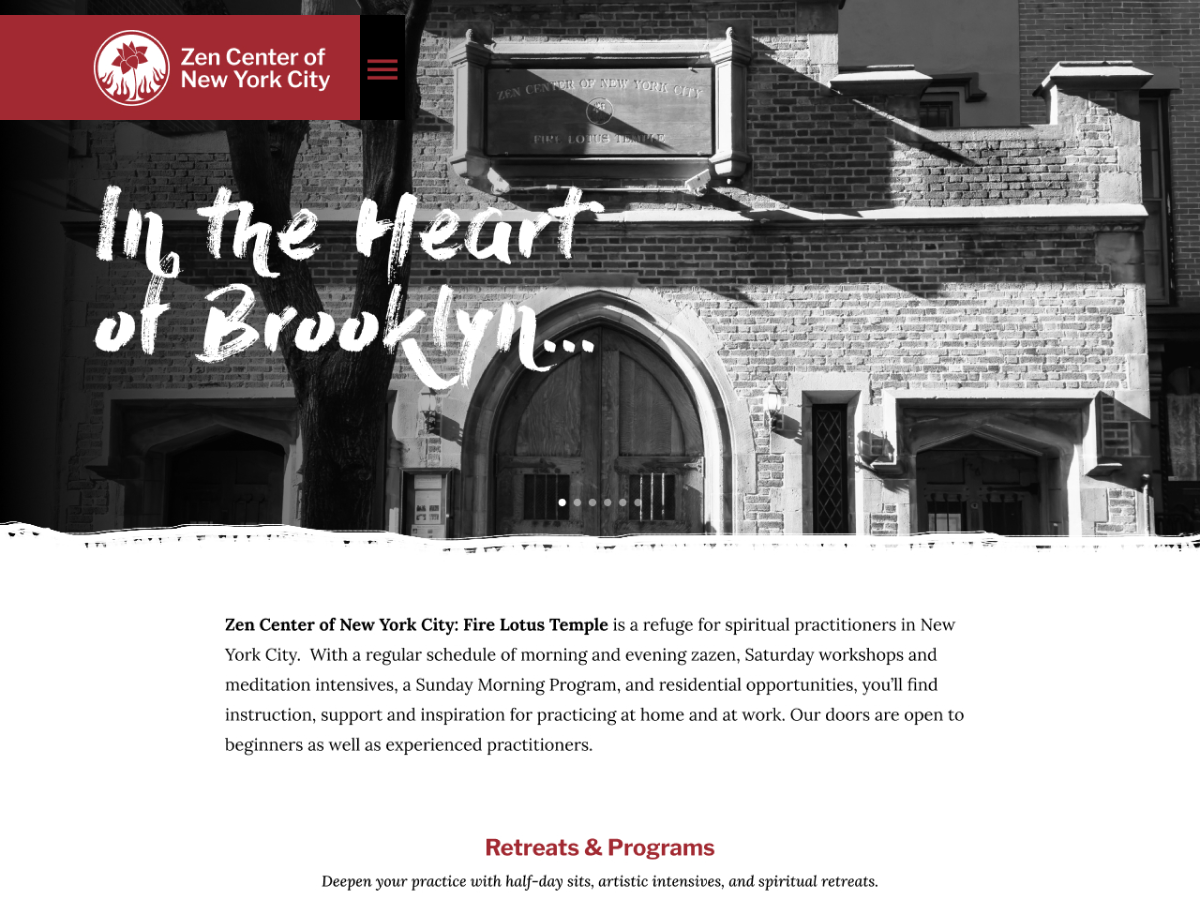 Zen Center of
New York City
ZEN CENTER OF NEW YORK CITY
FIRE LOTUS TEMPLE
In the Heart
of Brooklyn...
Zen Center of New York City: Fire Lotus Temple is a refuge for spiritual practitioners in New
York City.  With a regular schedule of morning and evening zazen, Saturday workshops and
meditation intensives, a Sunday Morning Program, and residential opportunities, you’ll find
instruction, support and inspiration for practicing at home and at work. Our doors are open to
beginners as well as experienced practitioners.
Retreats & Programs
Deepen your practice with half-day sits, artistic intensives, and spiritual retreats.